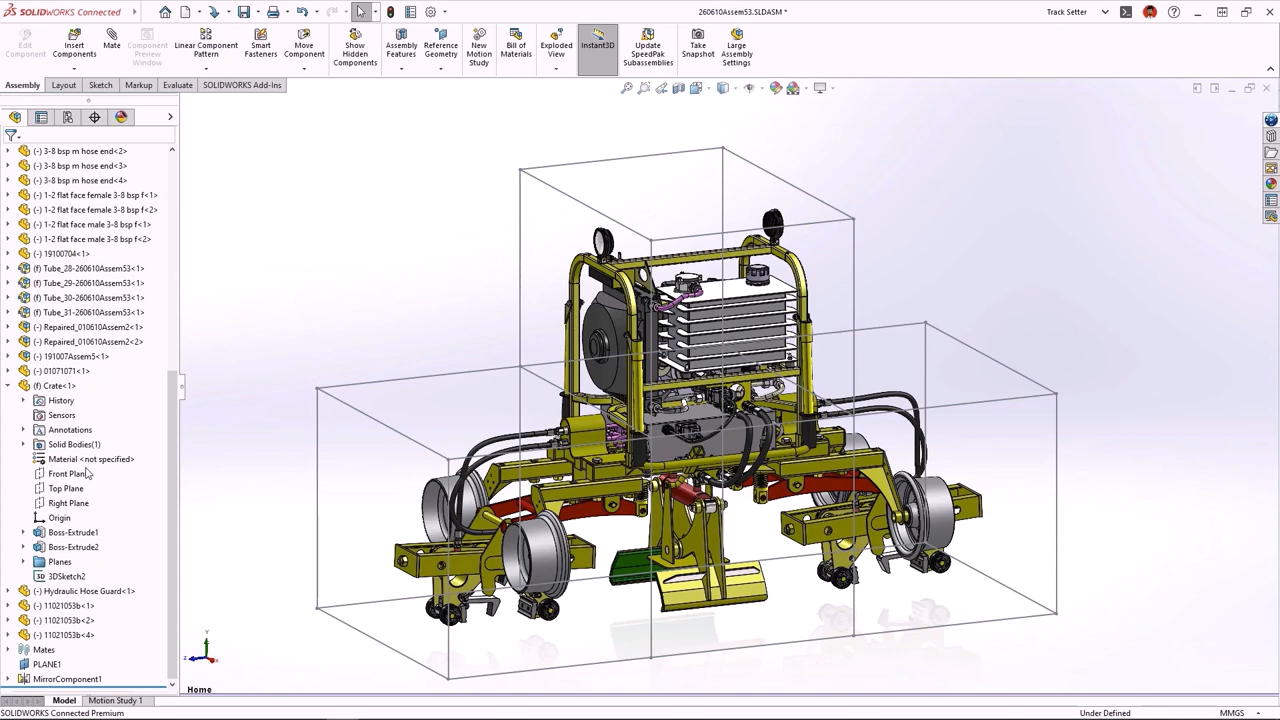 SOLIDWORKS Connected
260610Assem53.SLDASM *
Track Setter
Edit Component
Insert Components
Mate
Component Preview Window
Linear Component Pattern
Smart Fasteners
Move Component
Show Hidden Components
Assembly Features
Reference Geometry
New Motion Study
Bill of Materials
Exploded View
Instant3D
Update SpeedPak Subassemblies
Take Snapshot
Large Assembly Settings
Assembly
Layout
Sketch
Markup
Evaluate
SOLIDWORKS Add-Ins
(-) 3-8 bsp m hose end<2>
(-) 3-8 bsp m hose end<3>
(-) 3-8 bsp m hose end<4>
(-) 1-2 flat face female 3-8 bsp f<1>
(-) 1-2 flat face female 3-8 bsp f<2>
(-) 1-2 flat face male 3-8 bsp f<1>
(-) 1-2 flat face male 3-8 bsp f<2>
(-) 19100704<1>
(f) Tube_28-260610Assem53<1>
(f) Tube_29-260610Assem53<1>
(f) Tube_30-260610Assem53<1>
(f) Tube_31-260610Assem53<1>
(-) Repaired_010610Assem2<1>
(-) Repaired_010610Assem2<2>
(-) 191007Assem5<1>
(-) 01071071<1>
(f) Crate<1>
History
Sensors
Annotations
Solid Bodies(1)
Material <not specified>
Front Plane
Top Plane
Right Plane
Origin
Boss-Extrude1
Boss-Extrude2
Planes
3DSketch2
(-) Hydraulic Hose Guard<1>
(-) 11021053b<1>
(-) 11021053b<2>
(-) 11021053b<4>
Mates
PLANE1
MirrorComponent1
Y
Z
X
Home
Model
Motion Study 1
SOLIDWORKS Connected Premium
Under Defined
MMGS